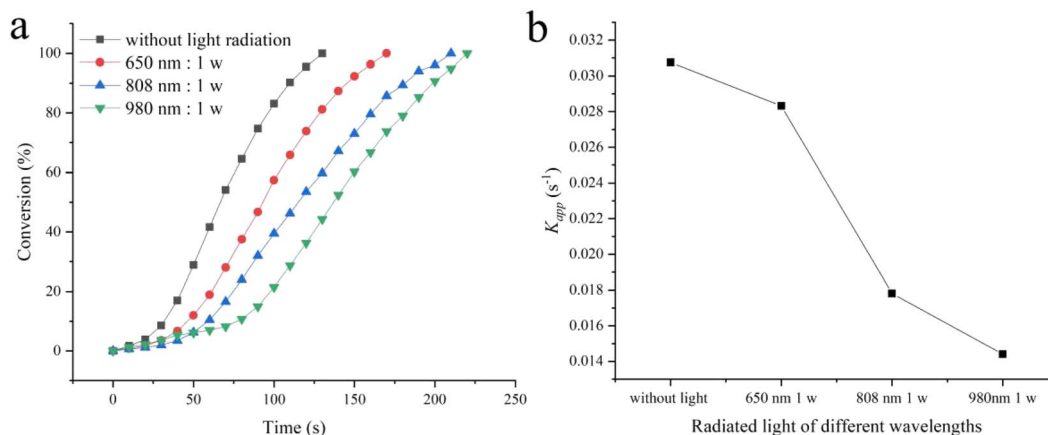 a
without light radiation
650 nm : 1 w
808 nm : 1 w
980 nm : 1 w
100
80
60
40
20
0
Conversion (%)
0 50 100 150 200 250
Time (s)
b
0.032
0.030
0.028
0.026
0.024
0.022
0.020
0.018
0.016
0.014
K_app (s⁻¹)
without light 650 nm 1 w 808 nm 1 w 980nm 1 w
Radiated light of different wavelengths